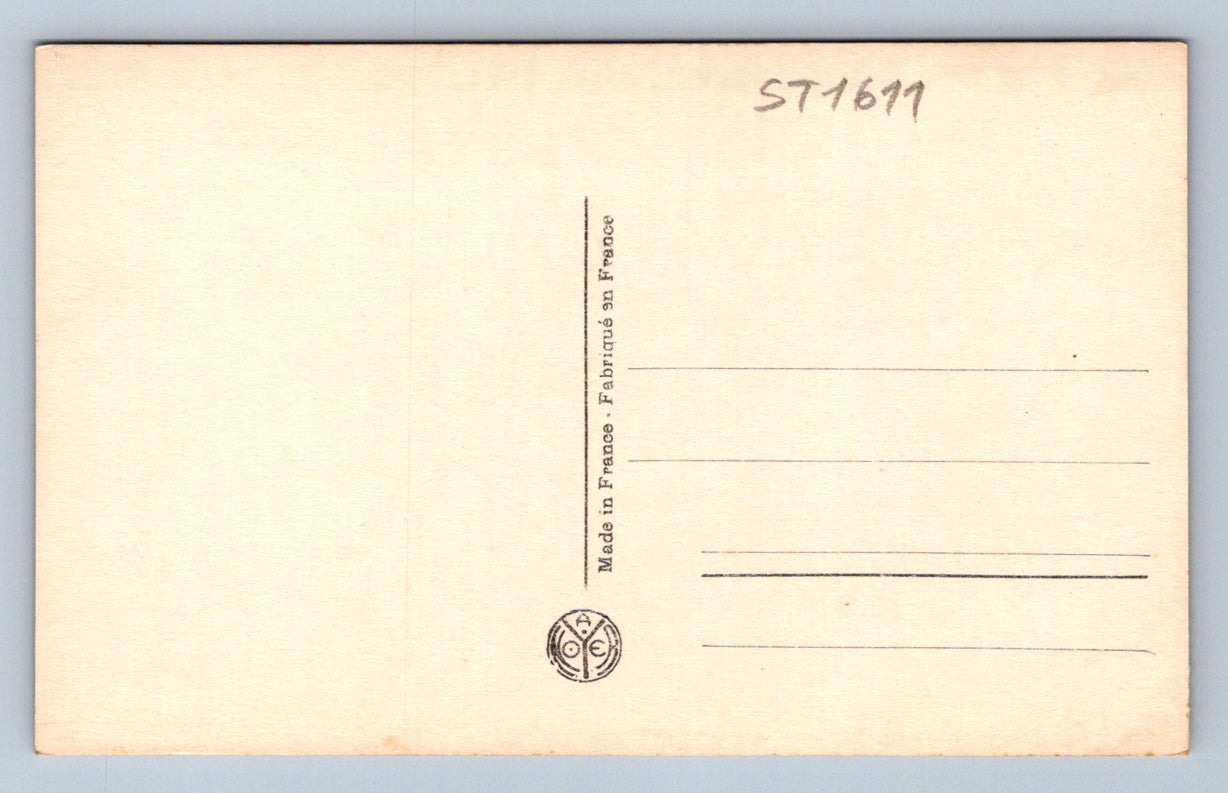 ST1611
Made in France · Fabriqué en France
A
O Y E